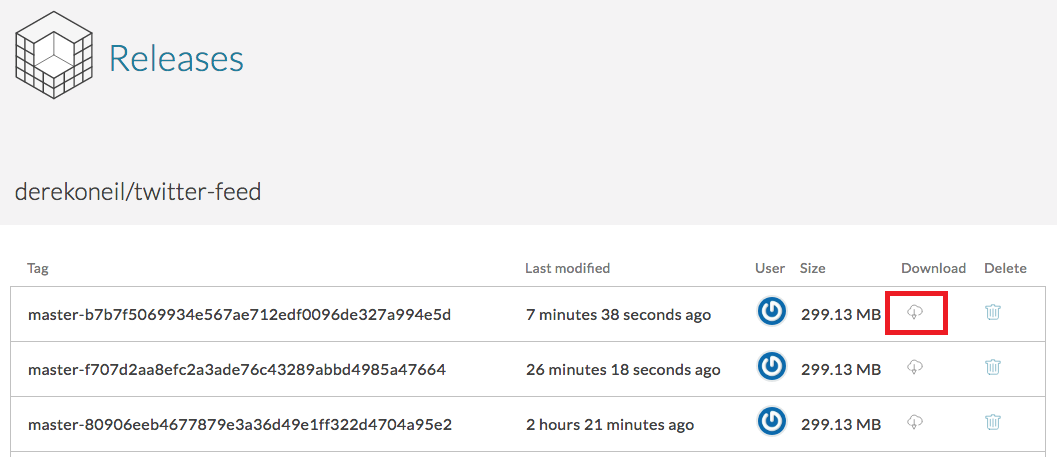 Releases
derekoneil/twitter-feed
Tag Last modified User Size Download Delete
master-b7b7f5069934e567ae712edf0096de327a994e5d 7 minutes 38 seconds ago 299.13 MB
master-f707d2aa8efc2a3ade76c43289abbd4985a47664 26 minutes 18 seconds ago 299.13 MB
master-80906eeb4677879e3a36d49e1ff322d4704a95e2 2 hours 21 minutes ago 299.13 MB